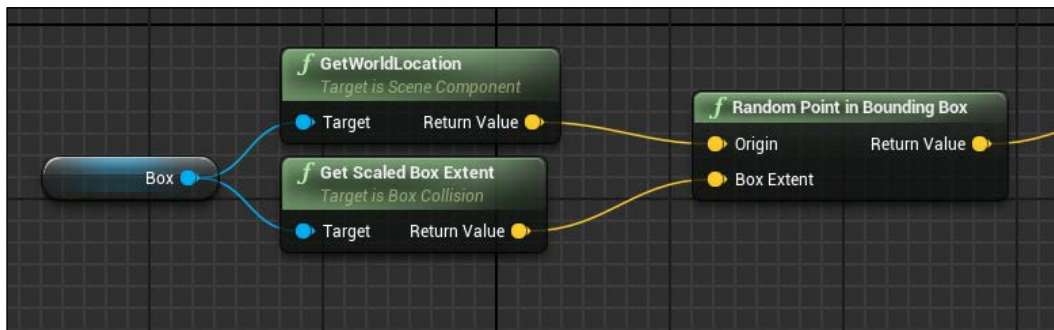 f GetWorldLocation
Target is Scene Component
Target Return Value
Box
f Get Scaled Box Extent
Target is Box Collision
Target Return Value
f Random Point in Bounding Box
Origin Return Value
Box Extent